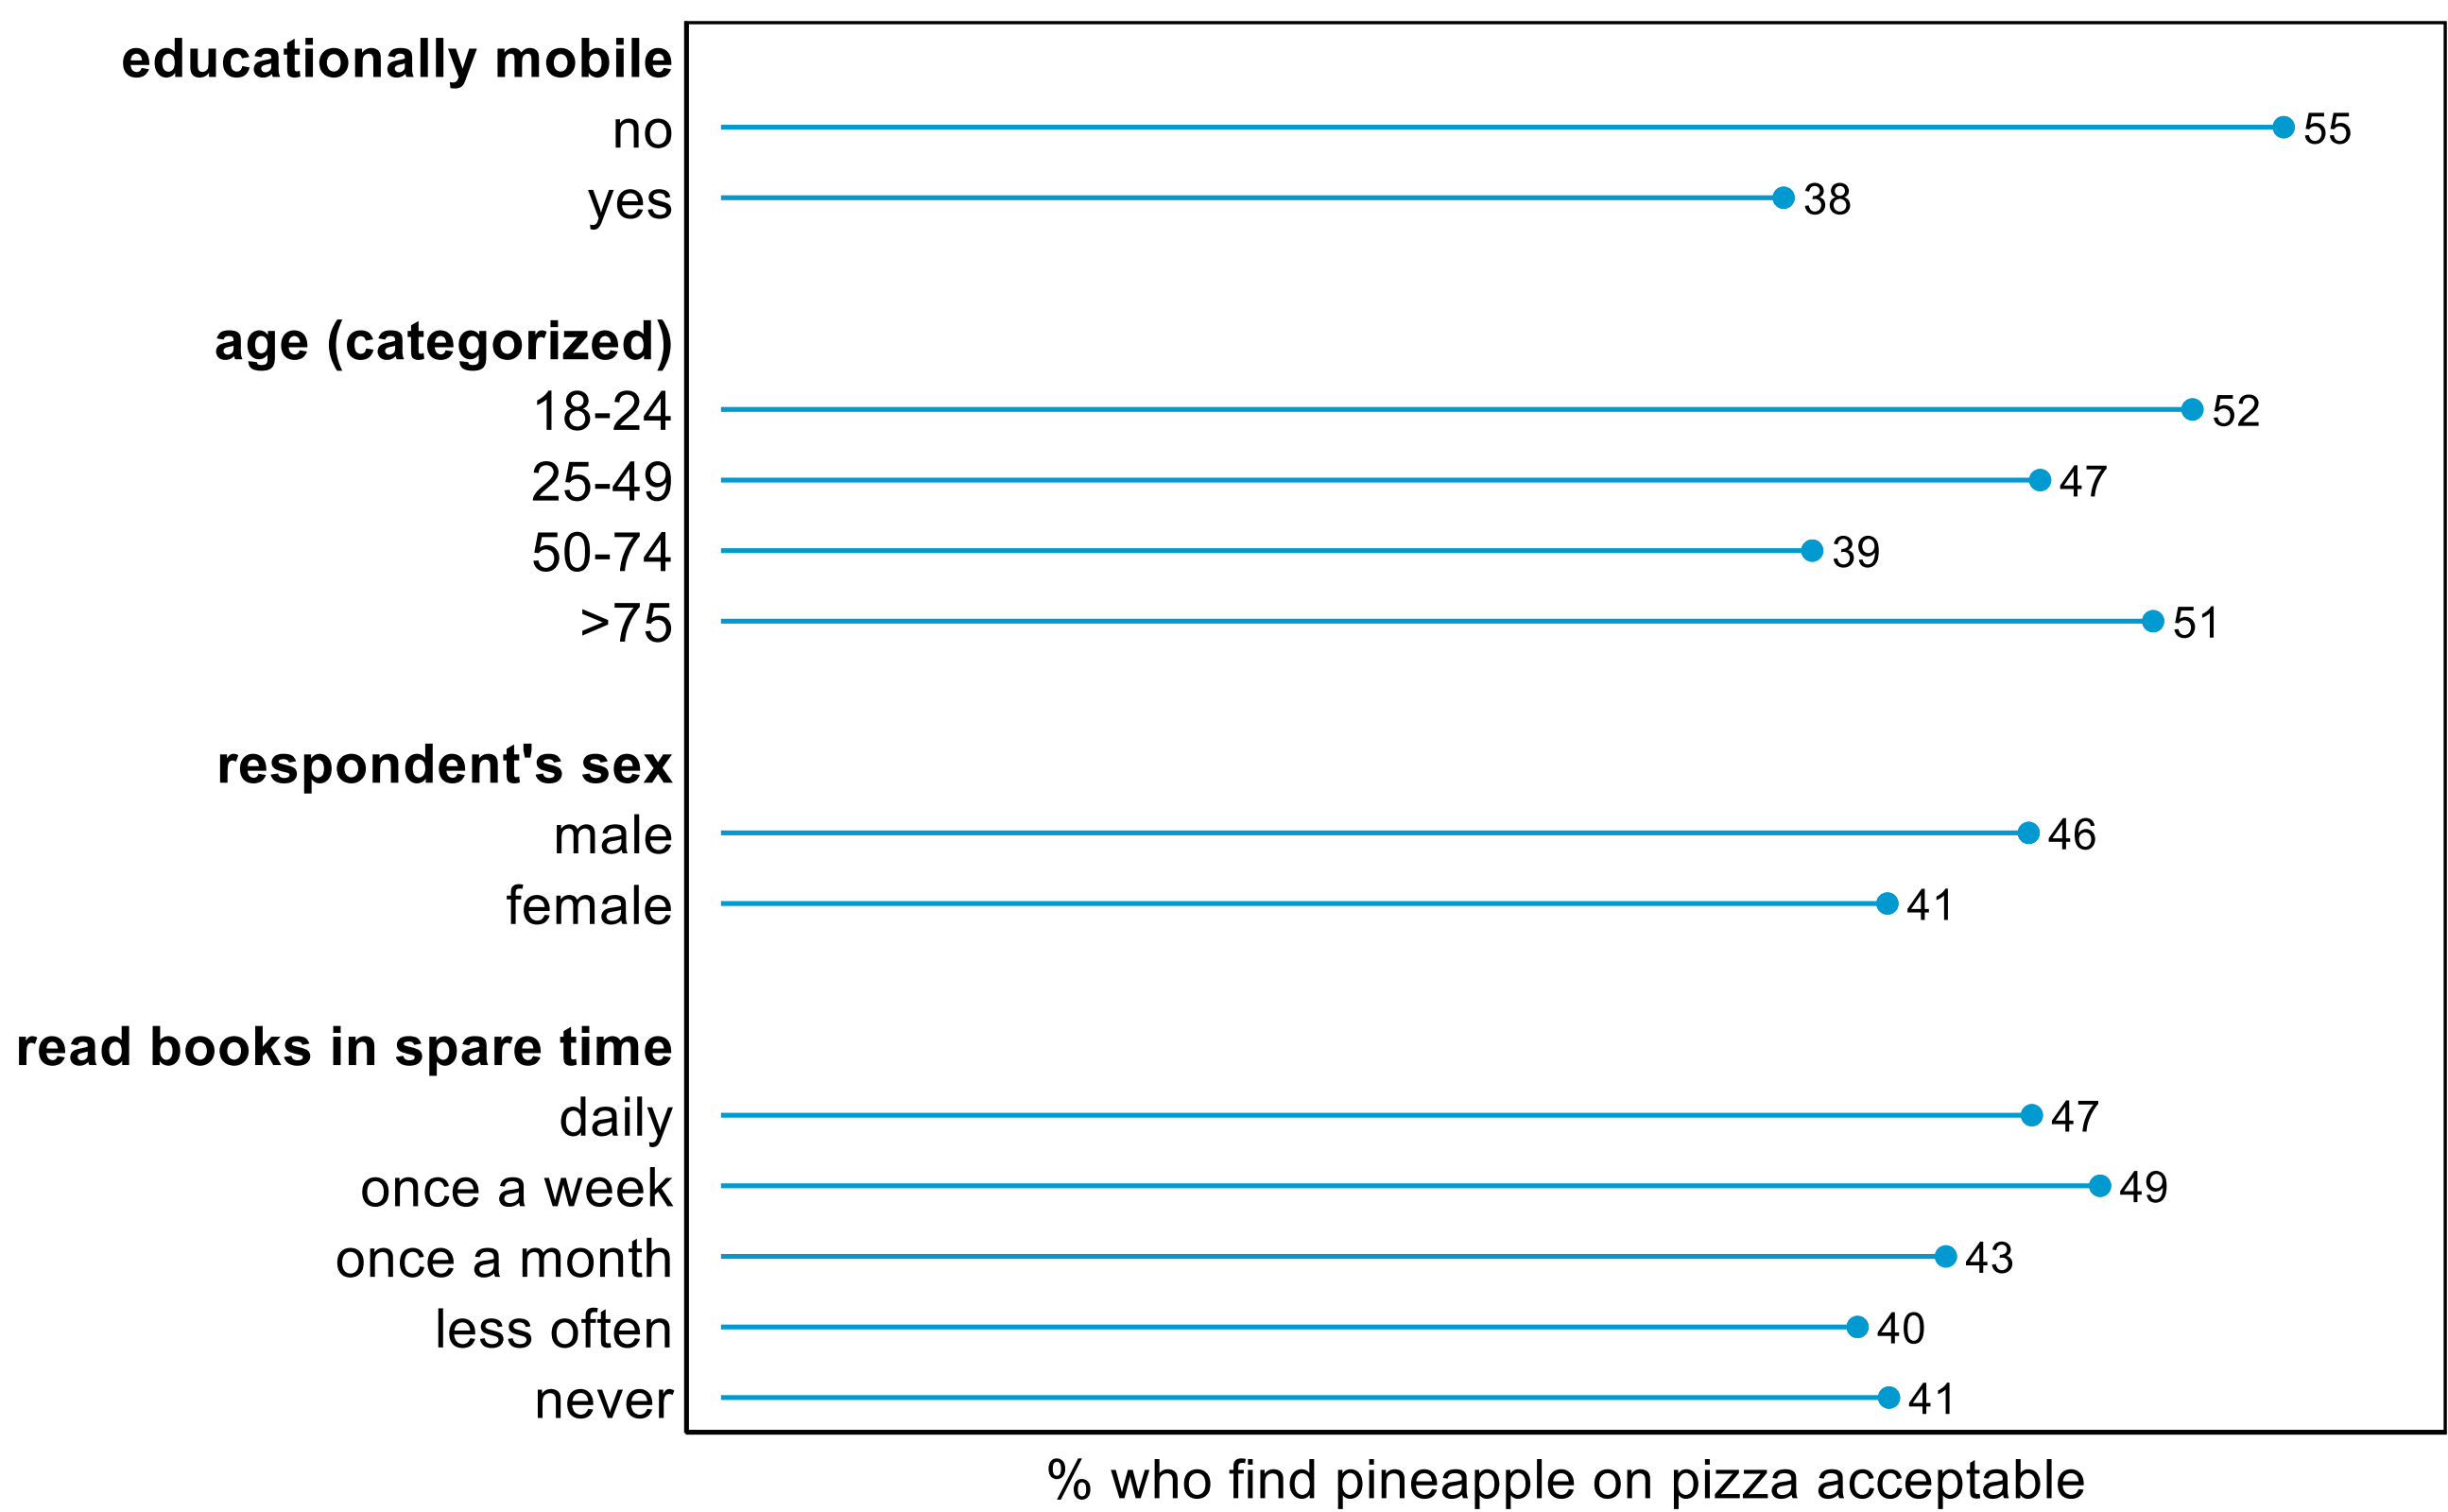 educationally mobile
no 55
yes 38
age (categorized)
18-24 52
25-49 47
50-74 39
>75 51
respondent's sex
male 46
female 41
read books in spare time
daily 47
once a week 49
once a month 43
less often 40
never 41
% who find pineapple on pizza acceptable